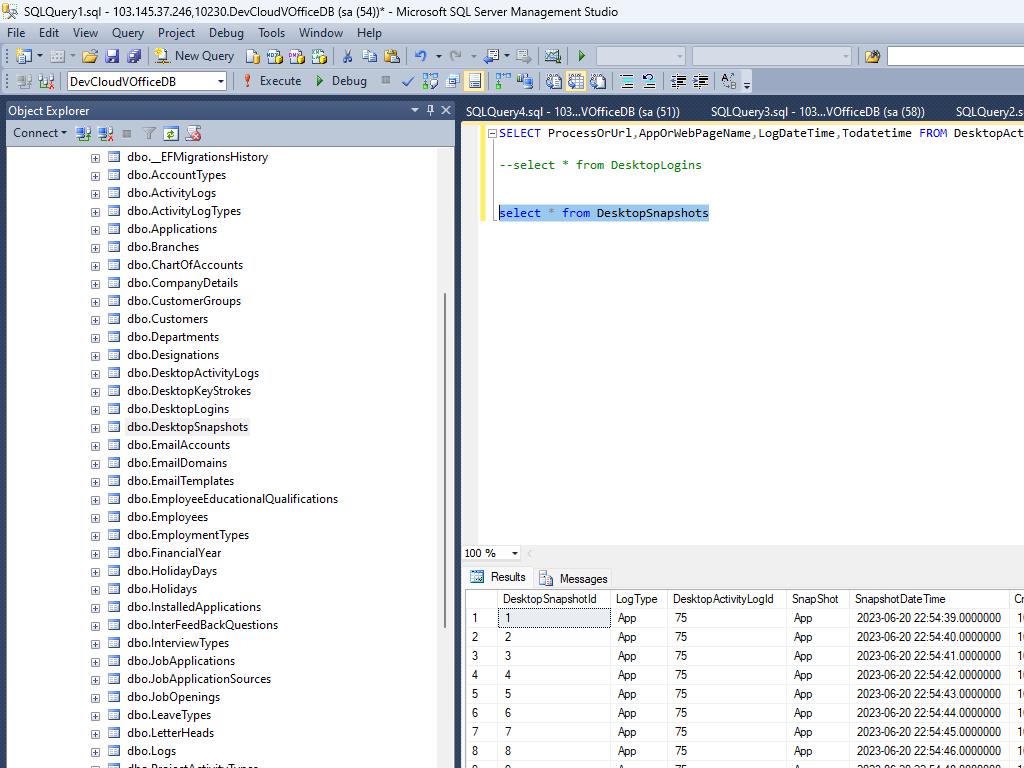 SQLQuery1.sql - 103.145.37.246,10230.DevCloudVOfficeDB (sa (54))* - Microsoft SQL Server Management Studio
File Edit View Query Project Debug Tools Window Help
New Query
DevCloudVOfficeDB Execute Debug
Object Explorer
Connect
dbo.__EFMigrationsHistory
dbo.AccountTypes
dbo.ActivityLogs
dbo.ActivityLogTypes
dbo.Applications
dbo.Branches
dbo.ChartOfAccounts
dbo.CompanyDetails
dbo.CustomerGroups
dbo.Customers
dbo.Departments
dbo.Designations
dbo.DesktopActivityLogs
dbo.DesktopKeyStrokes
dbo.DesktopLogins
dbo.DesktopSnapshots
dbo.EmailAccounts
dbo.EmailDomains
dbo.EmailTemplates
dbo.EmployeeEducationalQualifications
dbo.Employees
dbo.EmploymentTypes
dbo.FinancialYear
dbo.HolidayDays
dbo.Holidays
dbo.InstalledApplications
dbo.InterFeedBackQuestions
dbo.InterviewTypes
dbo.JobApplications
dbo.JobApplicationSources
dbo.JobOpenings
dbo.LeaveTypes
dbo.LetterHeads
dbo.Logs
dbo.ProjectActivityTypes
SQLQuery4.sql - 103...VOfficeDB (sa (51)) SQLQuery3.sql - 103...VOfficeDB (sa (58)) SQLQuery2.s
SELECT ProcessOrUrl,AppOrWebPageName,LogDateTime,Todatetime FROM DesktopAct
--select * from DesktopLogins
select * from DesktopSnapshots
100 %
Results Messages
DesktopSnapshotId LogType DesktopActivityLogId SnapShot SnapshotDateTime Cr
1 1 App 75 App 2023-06-20 22:54:39.0000000 1
2 2 App 75 App 2023-06-20 22:54:40.0000000 1
3 3 App 75 App 2023-06-20 22:54:41.0000000 1
4 4 App 75 App 2023-06-20 22:54:42.0000000 1
5 5 App 75 App 2023-06-20 22:54:43.0000000 1
6 6 App 75 App 2023-06-20 22:54:44.0000000 1
7 7 App 75 App 2023-06-20 22:54:45.0000000 1
8 8 App 75 App 2023-06-20 22:54:46.0000000 1